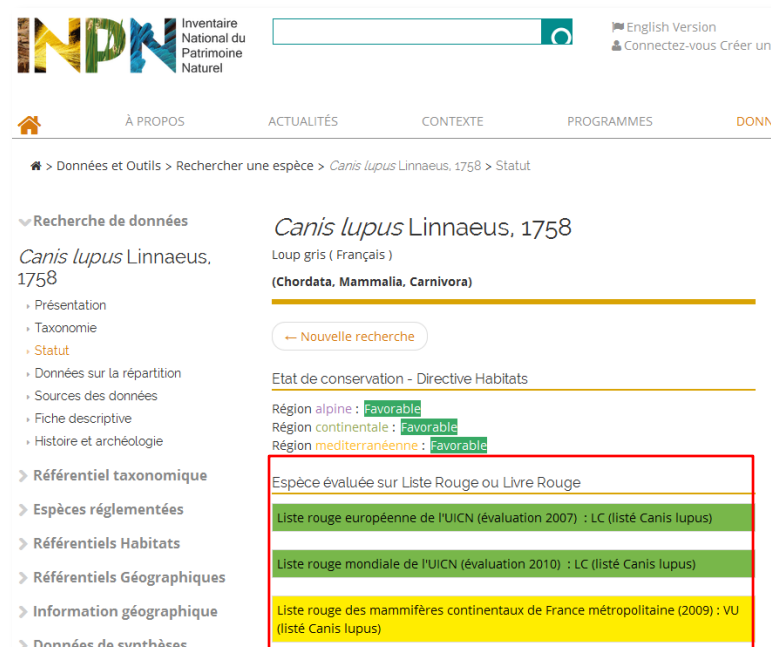 INPN
Inventaire
National du
Patrimoine
Naturel
English Version
Connectez-vous Créer un
À PROPOS
ACTUALITÉS
CONTEXTE
PROGRAMMES
DONN
> Données et Outils > Rechercher une espèce > Canis lupus Linnaeus, 1758 > Statut
Recherche de données
Canis lupus Linnaeus,
1758
Présentation
Taxonomie
Statut
Données sur la répartition
Sources des données
Fiche descriptive
Histoire et archéologie
Référentiel taxonomique
Espèces réglementées
Référentiels Habitats
Référentiels Géographiques
Information géographique
Données de synthèses
Canis lupus Linnaeus, 1758
Loup gris ( Français )
(Chordata, Mammalia, Carnivora)
← Nouvelle recherche
Etat de conservation - Directive Habitats
Région alpine : Favorable
Région continentale : Favorable
Région mediterranéenne : Favorable
Espèce évaluée sur Liste Rouge ou Livre Rouge
Liste rouge européenne de l'UICN (évaluation 2007) : LC (listé Canis lupus)
Liste rouge mondiale de l'UICN (évaluation 2010) : LC (listé Canis lupus)
Liste rouge des mammifères continentaux de France métropolitaine (2009) : VU
(listé Canis lupus)